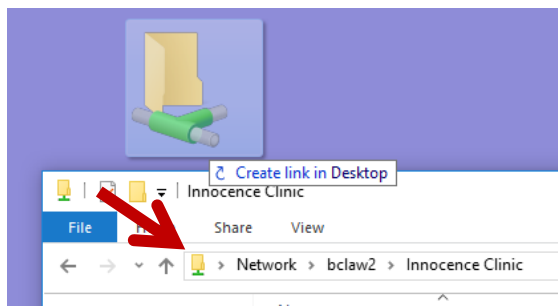 Create link in Desktop
Innocence Clinic
File Share View
Network > bclaw2 > Innocence Clinic